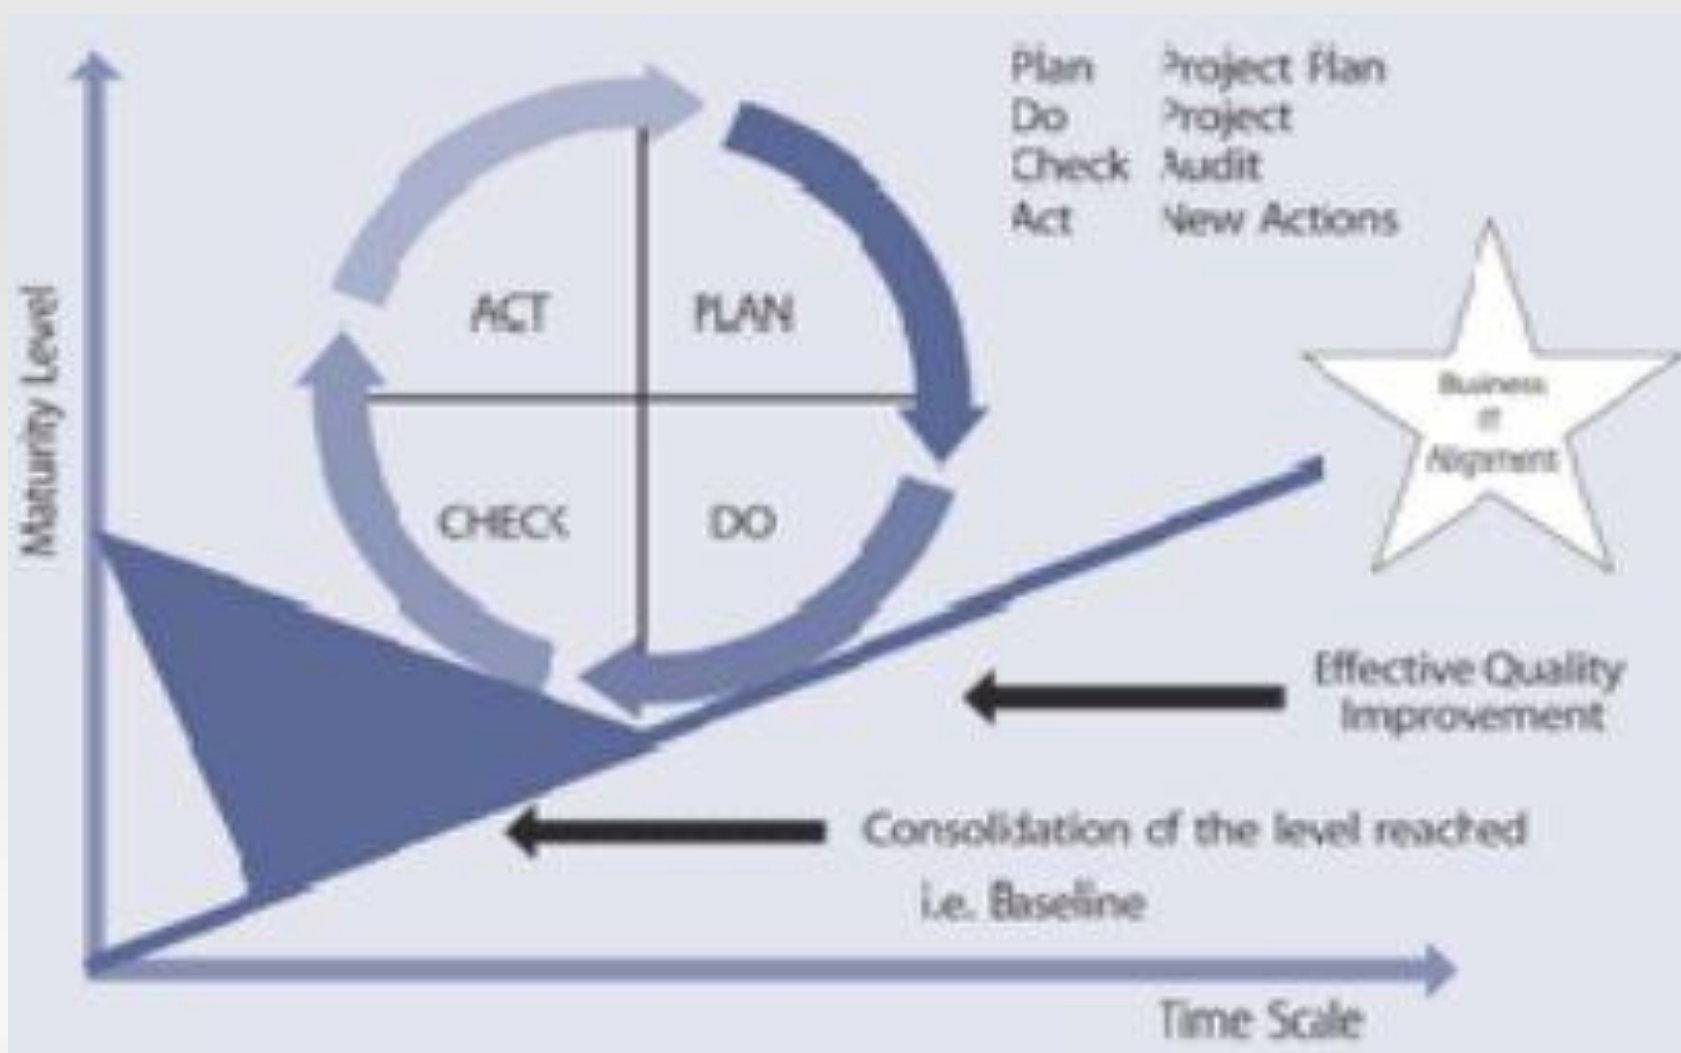 Plan Project Plan
Do Project
Check Audit
Act New Actions
Maturity Level
ACT PLAN
CHECK DO
Business
IT
Alignment
Effective Quality
Improvement
Consolidation of the level reached
i.e. Baseline
Time Scale